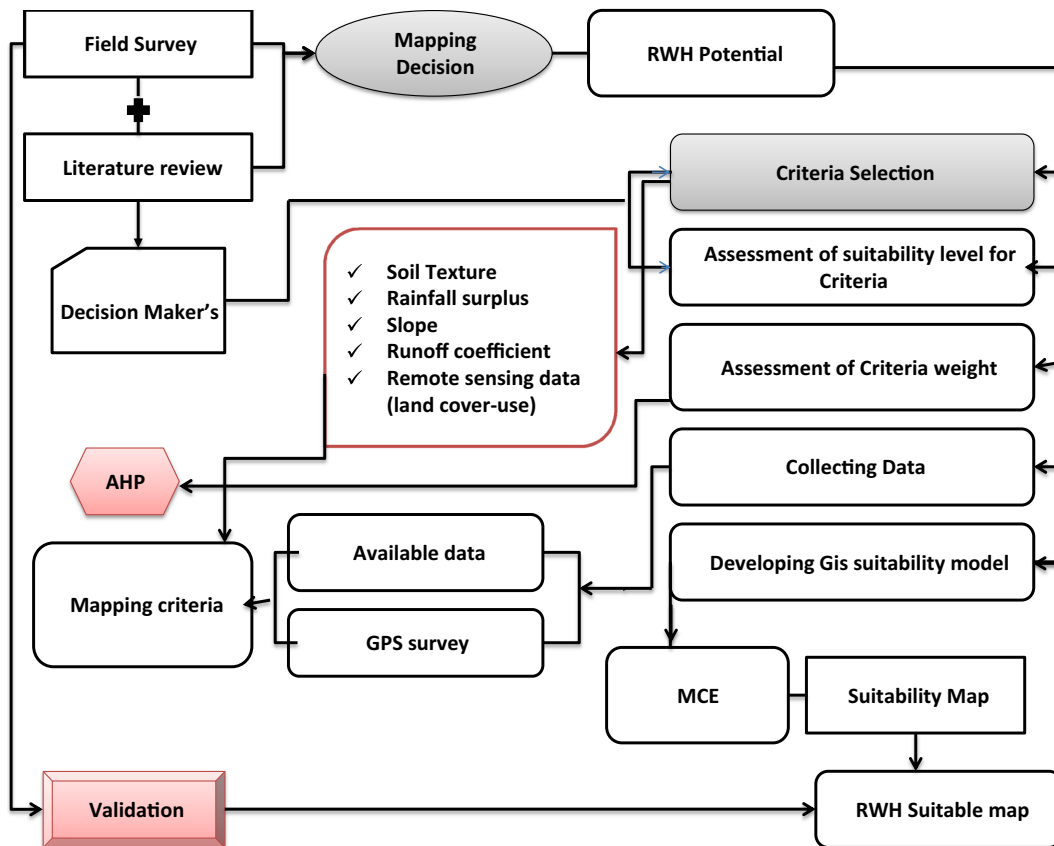 Field Survey
Mapping
Decision
RWH Potential
Literature review
Criteria Selection
Decision Maker's
✓ Soil Texture
✓ Rainfall surplus
✓ Slope
✓ Runoff coefficient
✓ Remote sensing data
(land cover-use)
Assessment of suitability level for
Criteria
Assessment of Criteria weight
AHP
Collecting Data
Available data
Developing Gis suitability model
Mapping criteria
GPS survey
MCE
Suitability Map
Validation
RWH Suitable map